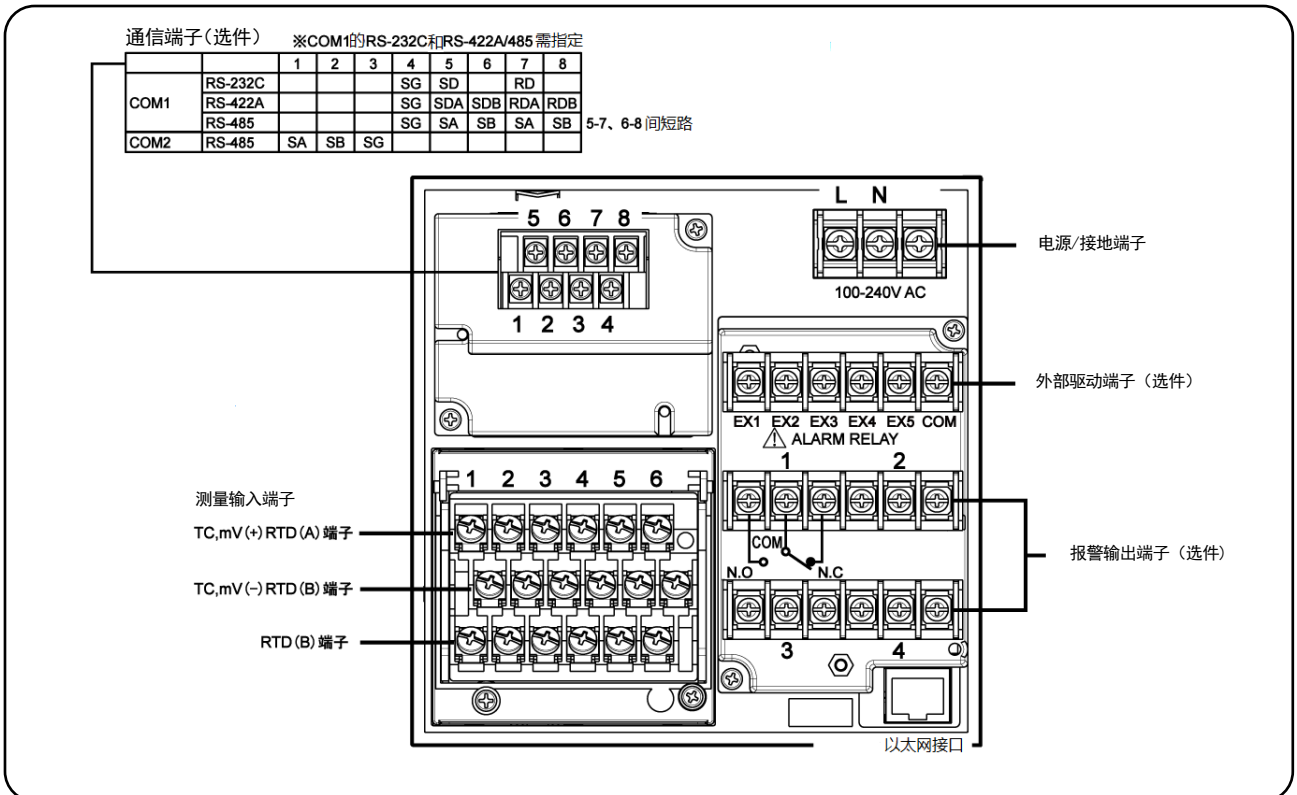 通信端子（选件） ※COM1的RS-232C和RS-422A/485需指定
1 2 3 4 5 6 7 8
COM1 RS-232C SG SD RD
RS-422A SG SDA SDB RDA RDB
RS-485 SG SA SB SA SB 5-7、6-8间短路
COM2 RS-485 SA SB SG
L N
5 6 7 8
电源/接地端子
100-240V AC
1 2 3 4
外部驱动端子（选件）
EX1 EX2 EX3 EX4 EX5 COM
ALARM RELAY
1 2
1 2 3 4 5 6
测量输入端子
TC,mV(+) RTD(A) 端子
COM
报警输出端子（选件）
N.O N.C
TC,mV(-) RTD(B) 端子
RTD(B) 端子
3 4
以太网接口